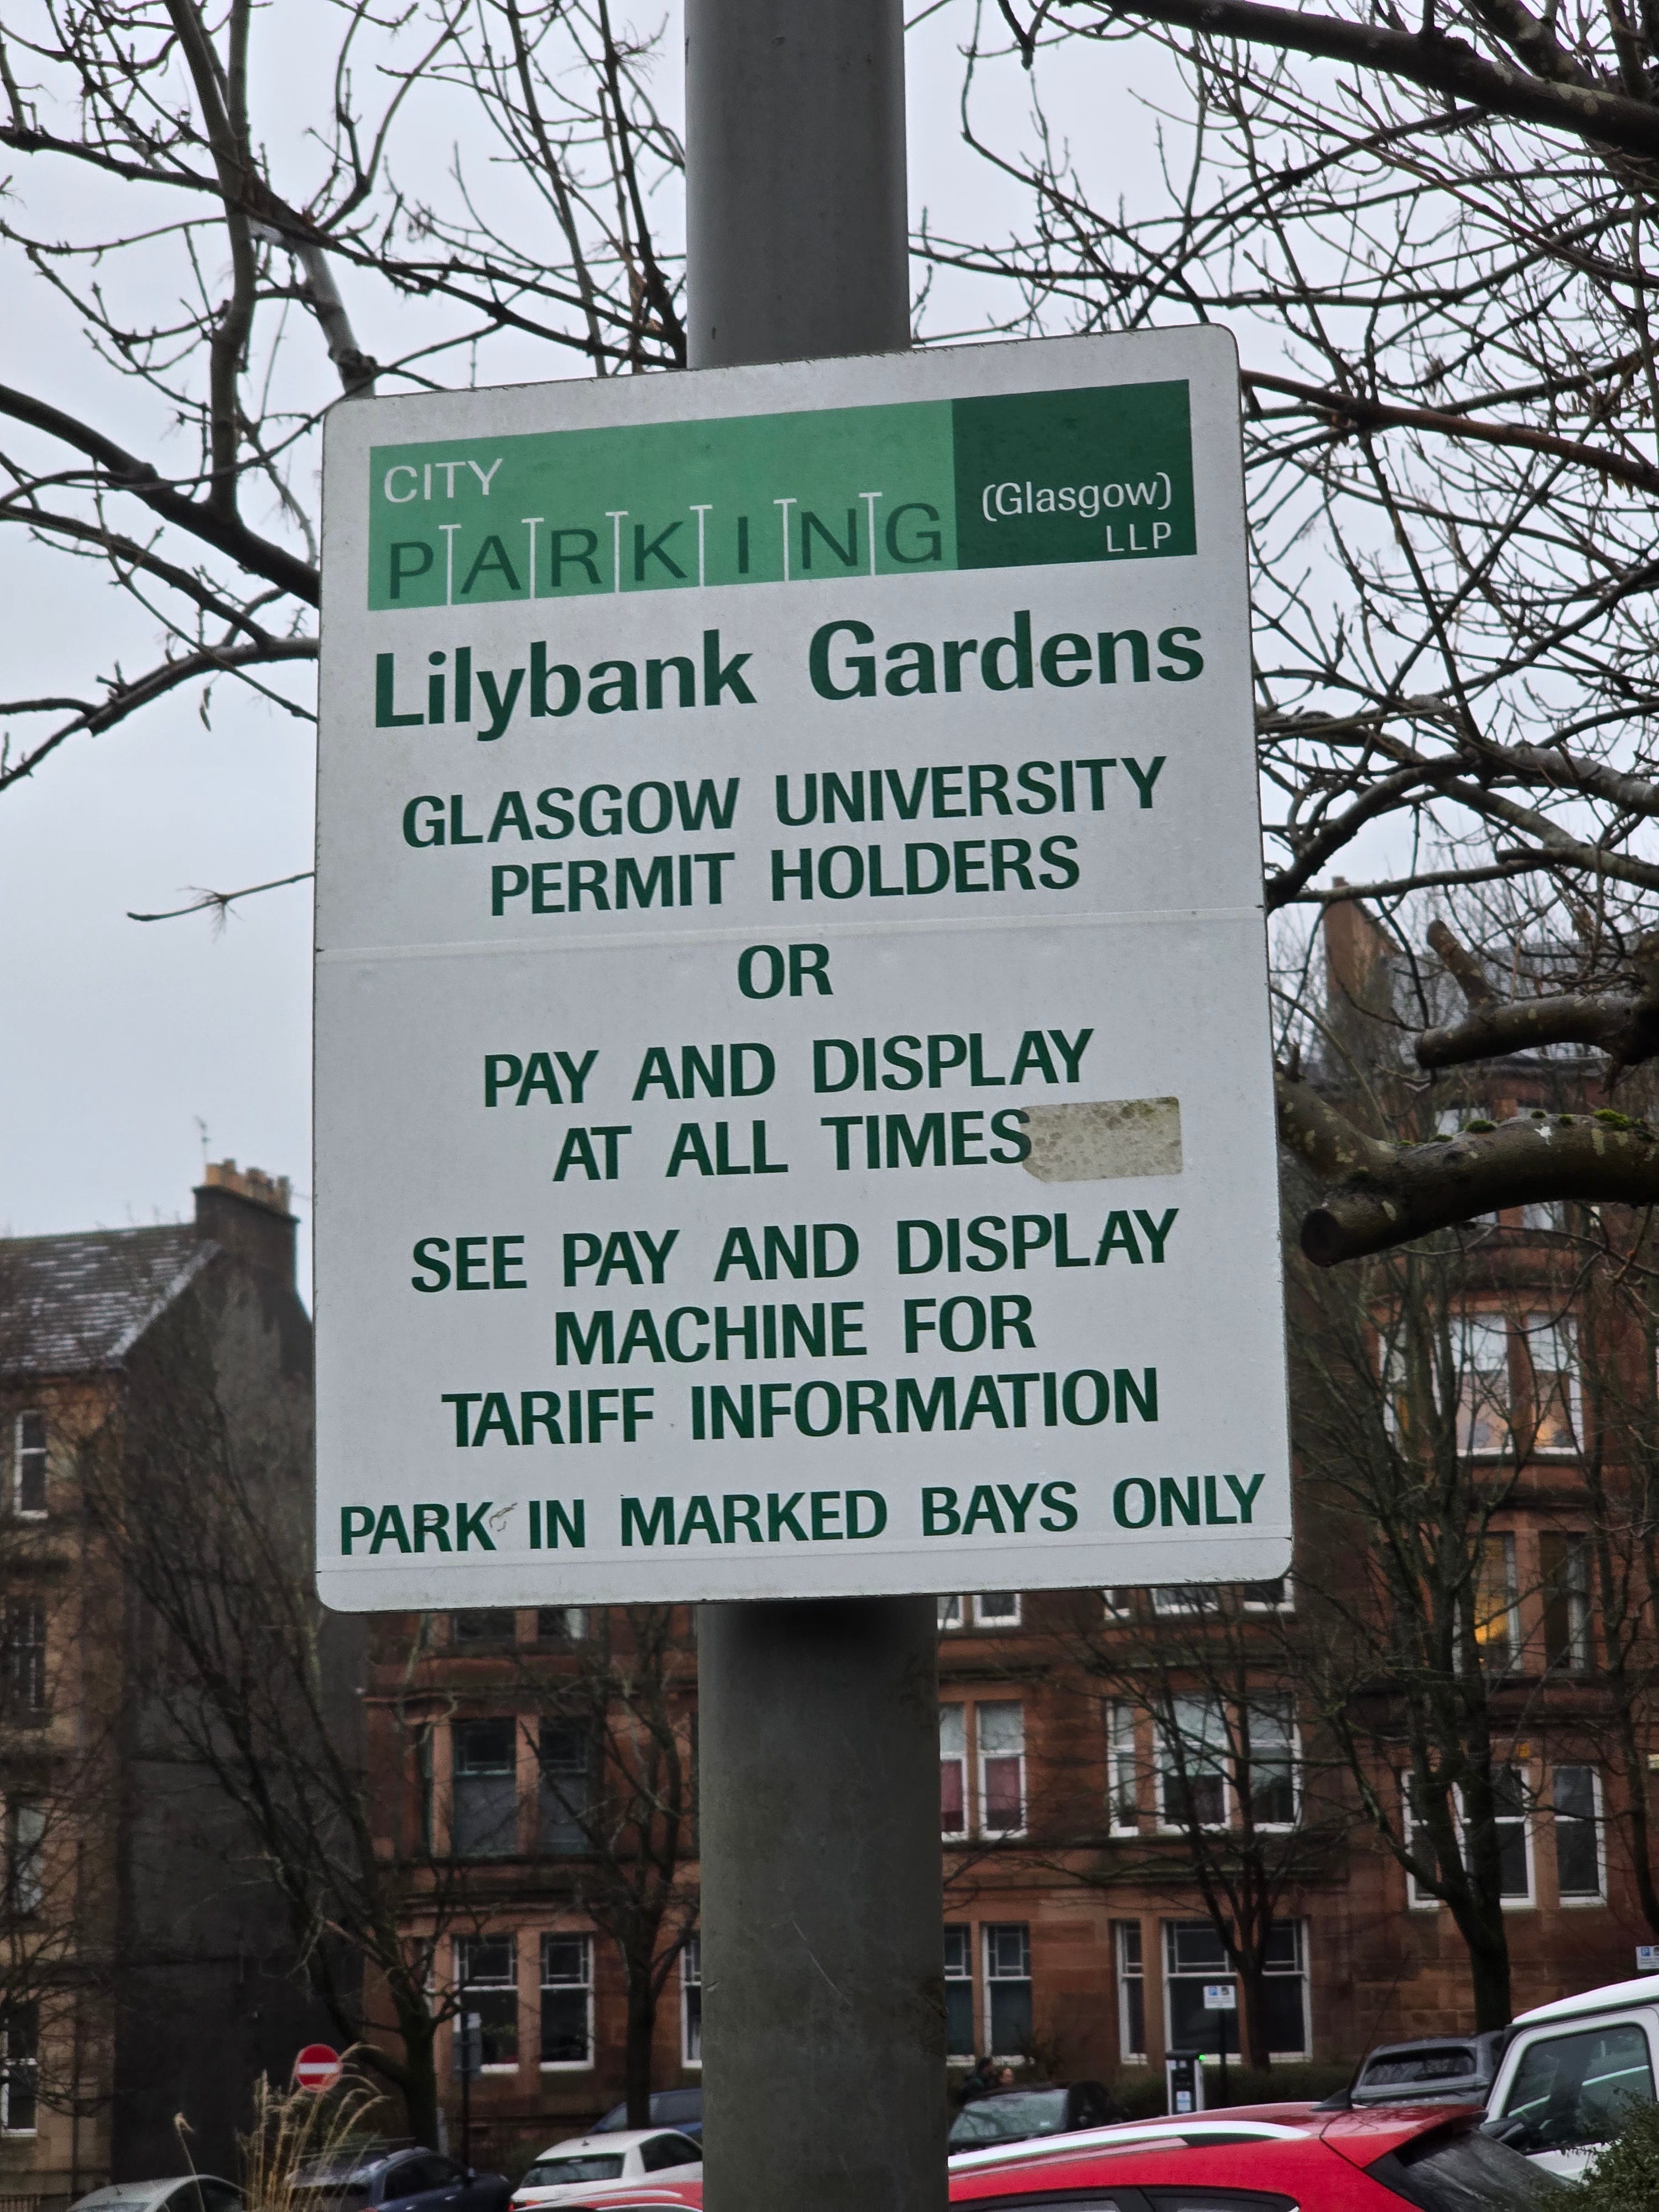 CITY
PARKING
(Glasgow)
LLP
Lilybank Gardens
GLASGOW UNIVERSITY
PERMIT HOLDERS
OR
PAY AND DISPLAY
AT ALL TIMES
SEE PAY AND DISPLAY
MACHINE FOR
TARIFF INFORMATION
PARK IN MARKED BAYS ONLY